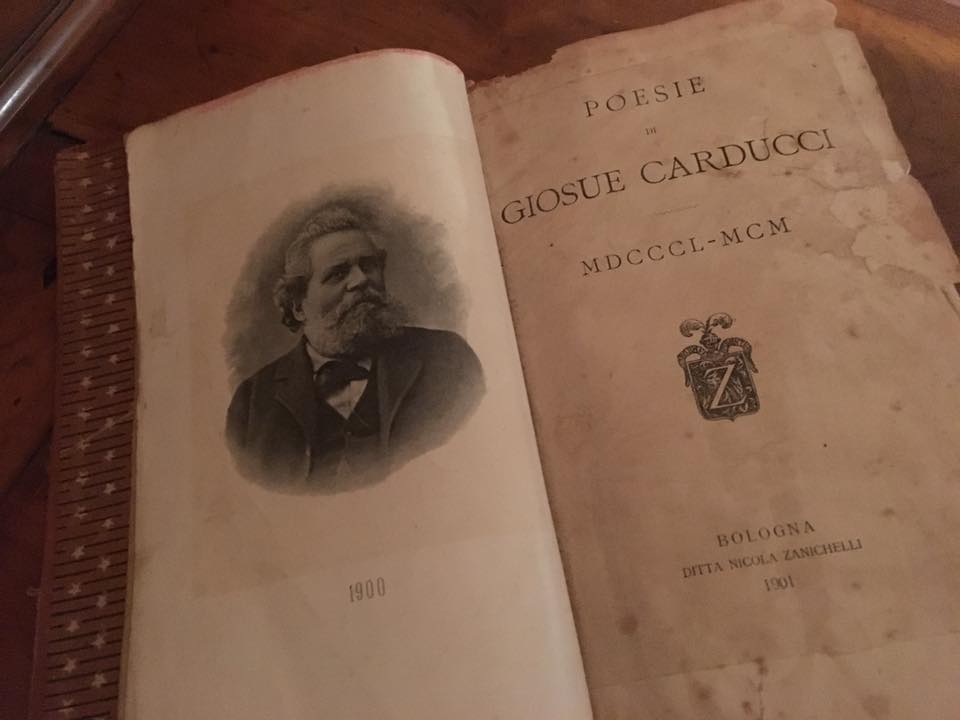 1900
POESIE
DI
GIOSUE CARDUCCI
MDCCCL-MCM
Z
BOLOGNA
DITTA NICOLA ZANICHELLI
1901